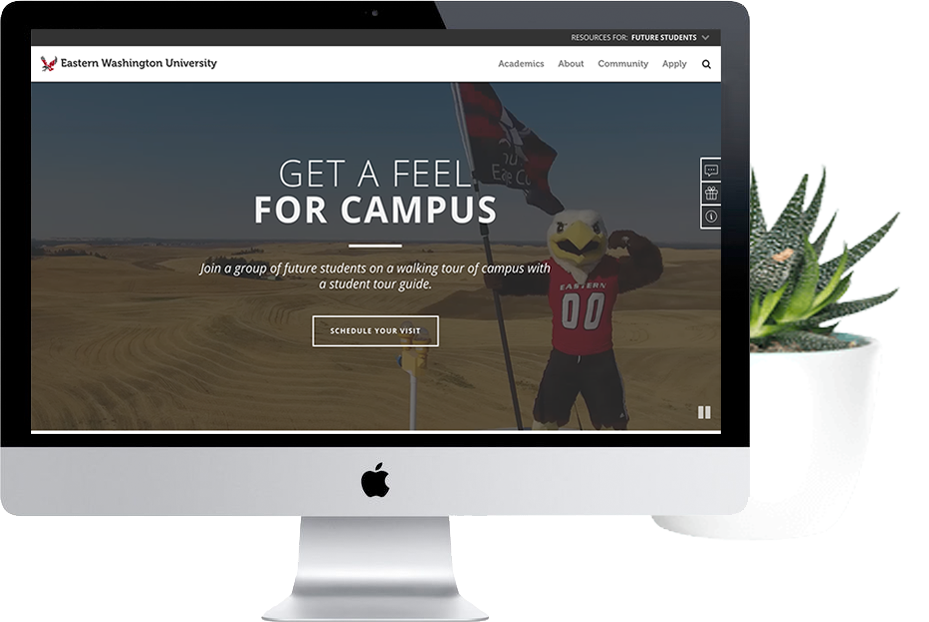 RESOURCES FOR: FUTURE STUDENTS
Eastern Washington University
Academics About Community Apply
GET A FEEL
FOR CAMPUS
Join a group of future students on a walking tour of campus with
a student tour guide.
SCHEDULE YOUR VISIT
EASTERN
00